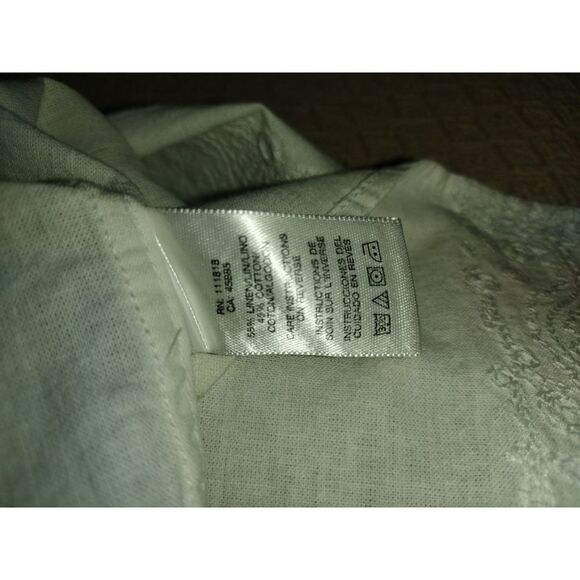 RN: 111818
CA: 45885
55% LINEN/LIN/LINO
45% COTTON
COTON/ALGODON
CARE INSTRUCTIONS
ON REVERSE
INSTRUCTIONS DE
SOIN SUR L'INVERSE
INSTRUCCIONES DEL
CUIDADO EN REVES